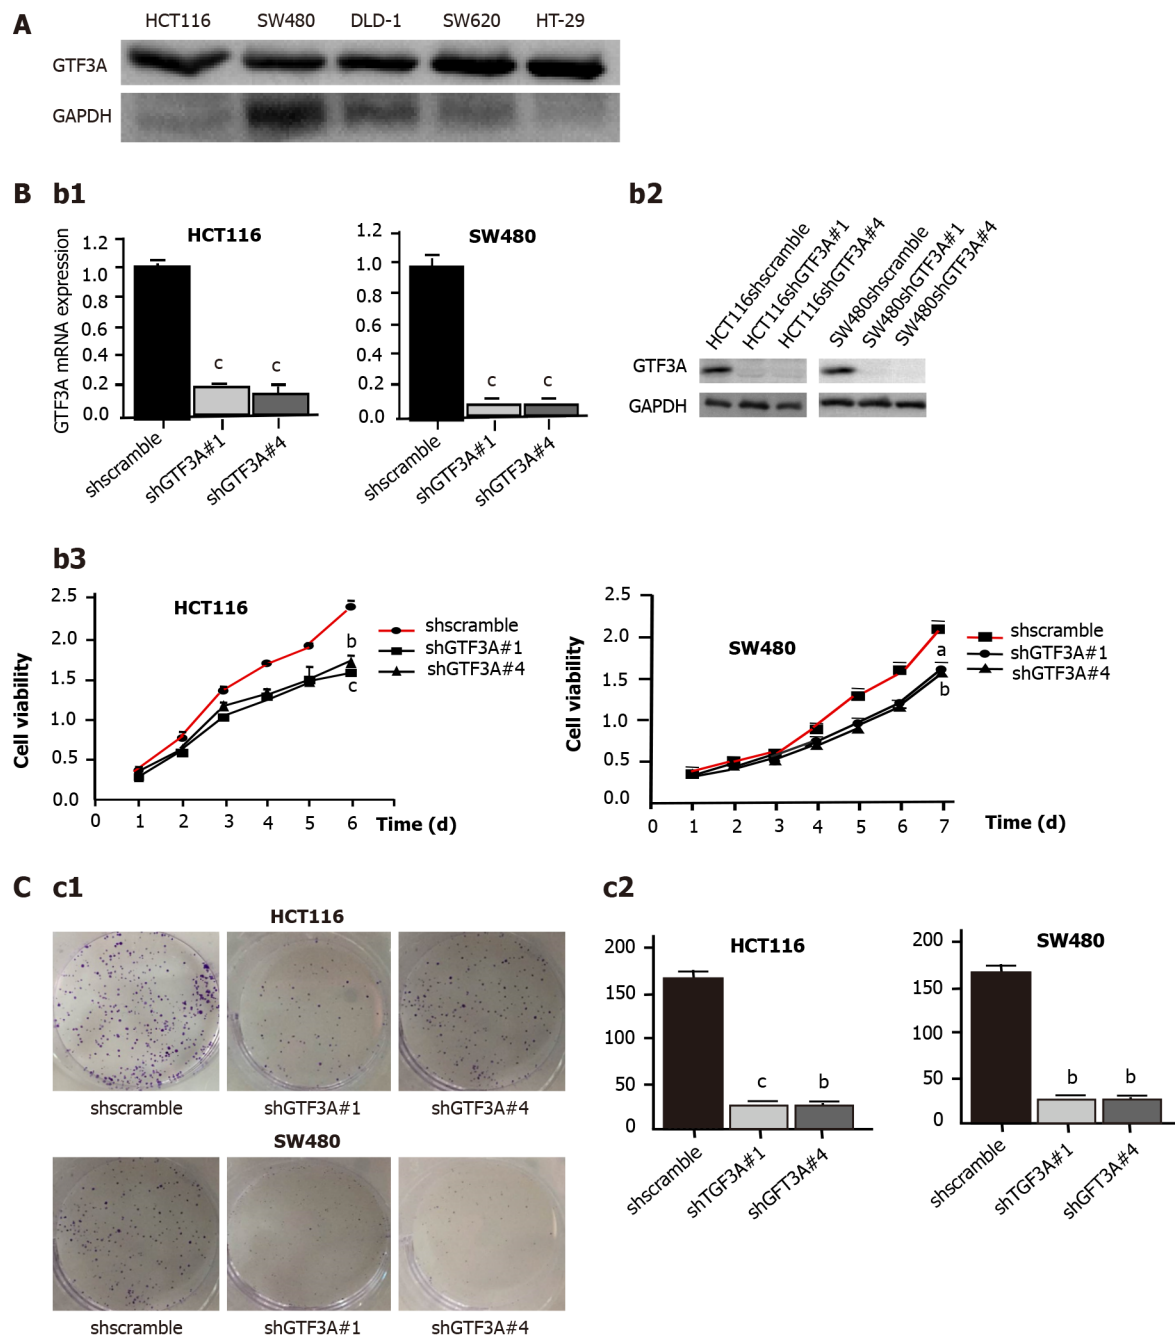 A
HCT116 SW480 DLD-1 SW620 HT-29
GTF3A
GAPDH
B b1
GTF3A mRNA expression
HCT116
1.2
1.0
0.8
0.6
0.4
0.2
0.0
c c
shscramble
shGTF3A#1
shGTF3A#4
SW480
1.2
1.0
0.8
0.6
0.4
0.2
0.0
c c
shscramble
shGTF3A#1
shGTF3A#4
b2
HCT116shscramble
HCT116shGTF3A#1
HCT116shGTF3A#4
SW480shscramble
SW480shGTF3A#1
SW480shGTF3A#4
GTF3A
GAPDH
b3
Cell viability
HCT116
2.5
2.0
1.5
1.0
0.5
0.0
0 1 2 3 4 5 6 Time (d)
b
c
shscramble
shGTF3A#1
shGTF3A#4
Cell viability
SW480
2.5
2.0
1.5
1.0
0.5
0.0
0 1 2 3 4 5 6 7 Time (d)
a
b
shscramble
shGTF3A#1
shGTF3A#4
C c1
HCT116
shscramble shGTF3A#1 shGTF3A#4
SW480
shscramble shGTF3A#1 shGTF3A#4
c2
HCT116
200
150
100
50
0
c b
shscramble
shTGF3A#1
shGFT3A#4
SW480
200
150
100
50
0
b b
shscramble
shTGF3A#1
shGFT3A#4